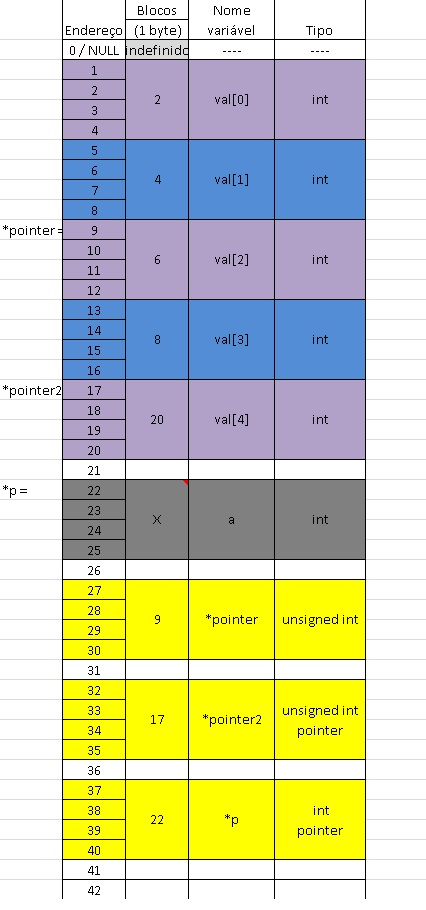 Endereço Blocos (1 byte) Nome variável Tipo
0 / NULL indefinido ---- ----
1
2 2 val[0] int
3
4
5
6 4 val[1] int
7
8
*pointer= 9
10 6 val[2] int
11
12
13
14 8 val[3] int
15
16
*pointer2 17
18 20 val[4] int
19
20
21
*p = 22
23 X a int
24
25
26
27
28 9 *pointer unsigned int
29
30
31
32
33 17 *pointer2 unsigned int pointer
34
35
36
37
38 22 *p int pointer
39
40
41
42